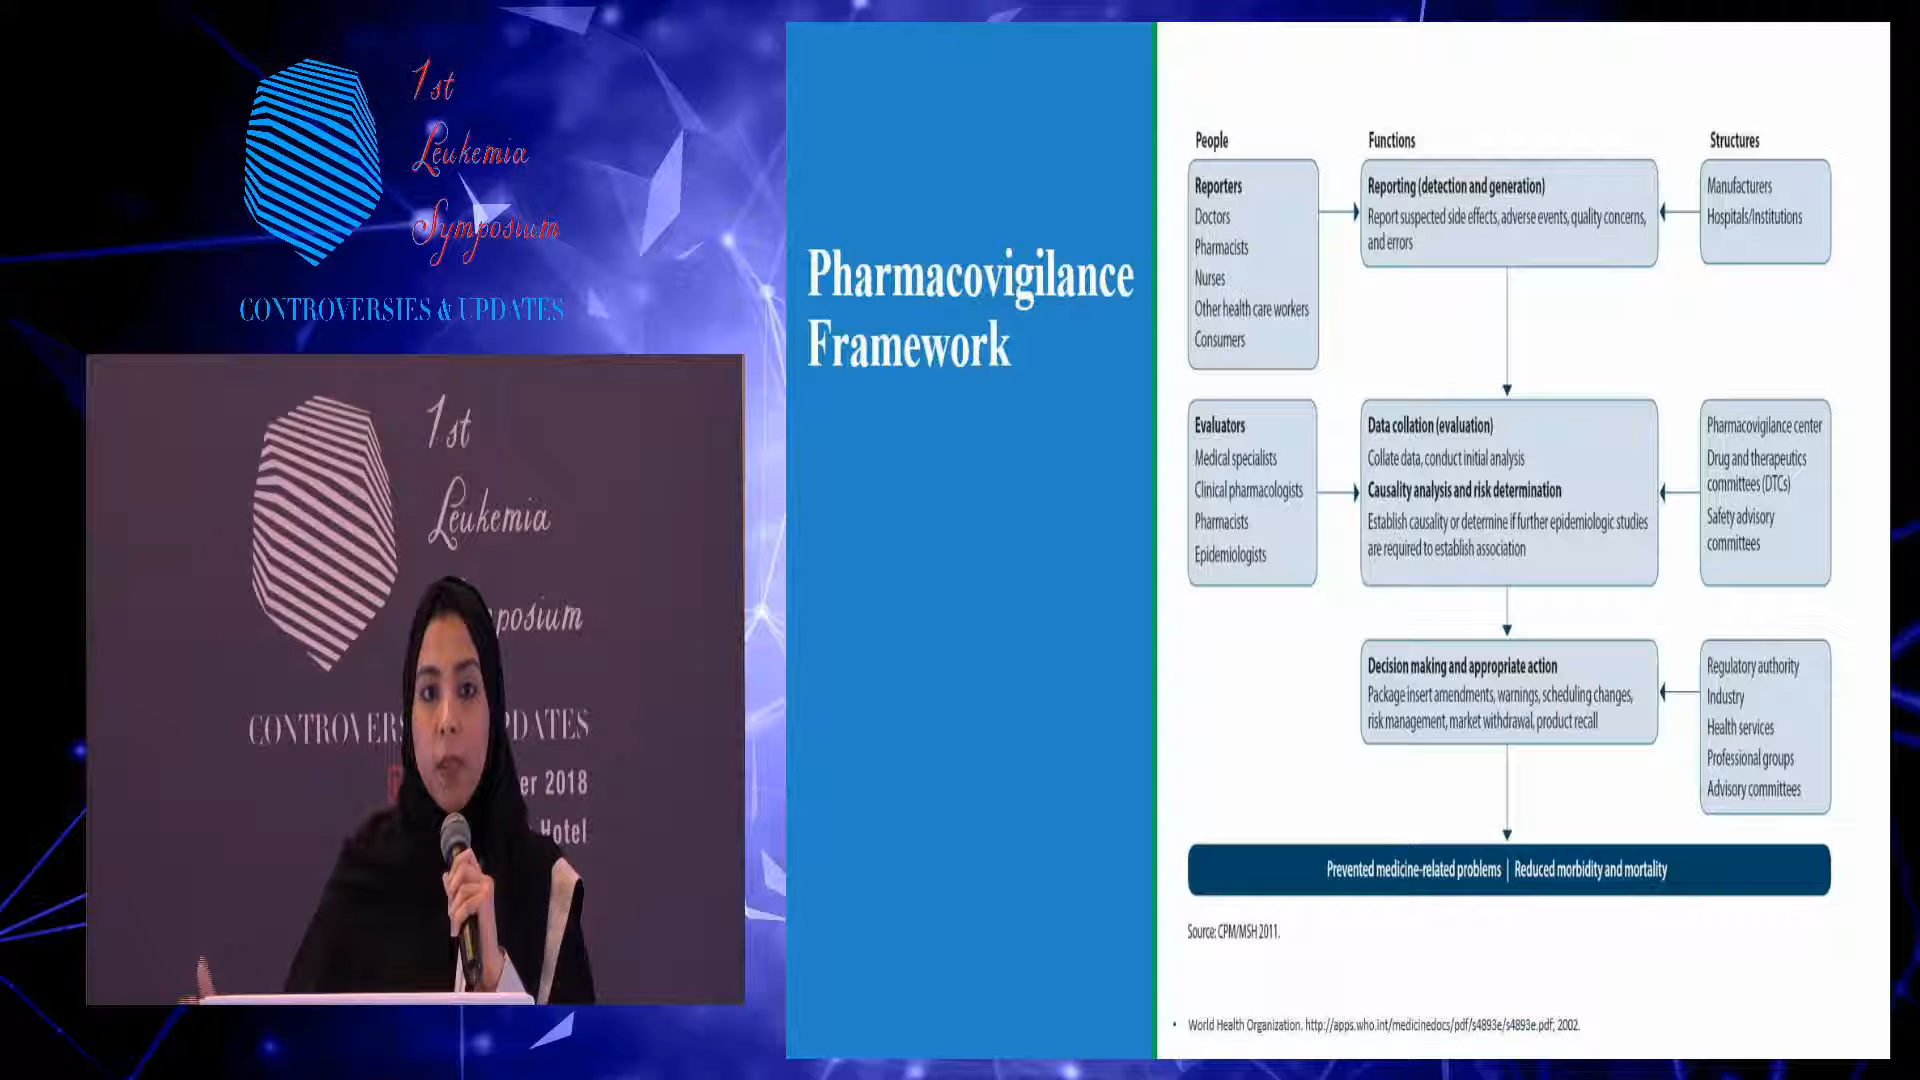 1st
Leukemia
Symposium
CONTROVERSIES & UPDATES
1st
Leukemia
posium
CONTROVERS PDATES
er 2018
Hotel
Pharmacovigilance
Framework
People
Functions
Structures
Reporters
Doctors
Pharmacists
Nurses
Other health care workers
Consumers
Reporting (detection and generation)
Report suspected side effects, adverse events, quality concerns,
and errors
Manufacturers
Hospitals/Institutions
Evaluators
Medical specialists
Clinical pharmacologists
Pharmacists
Epidemiologists
Data collation (evaluation)
Collate data, conduct initial analysis
Causality analysis and risk determination
Establish causality or determine if further epidemiologic studies
are required to establish association
Pharmacovigilance center
Drug and therapeutics
committees (DTCs)
Safety advisory
committees
Decision making and appropriate action
Package insert amendments, warnings, scheduling changes,
risk management, market withdrawal, product recall
Regulatory authority
Industry
Health services
Professional groups
Advisory committees
Prevented medicine-related problems | Reduced morbidity and mortality
Source: CPM/MSH 2011.
• World Health Organization. http://apps.who.int/medicinedocs/pdf/s4893e/s4893e.pdf; 2002.